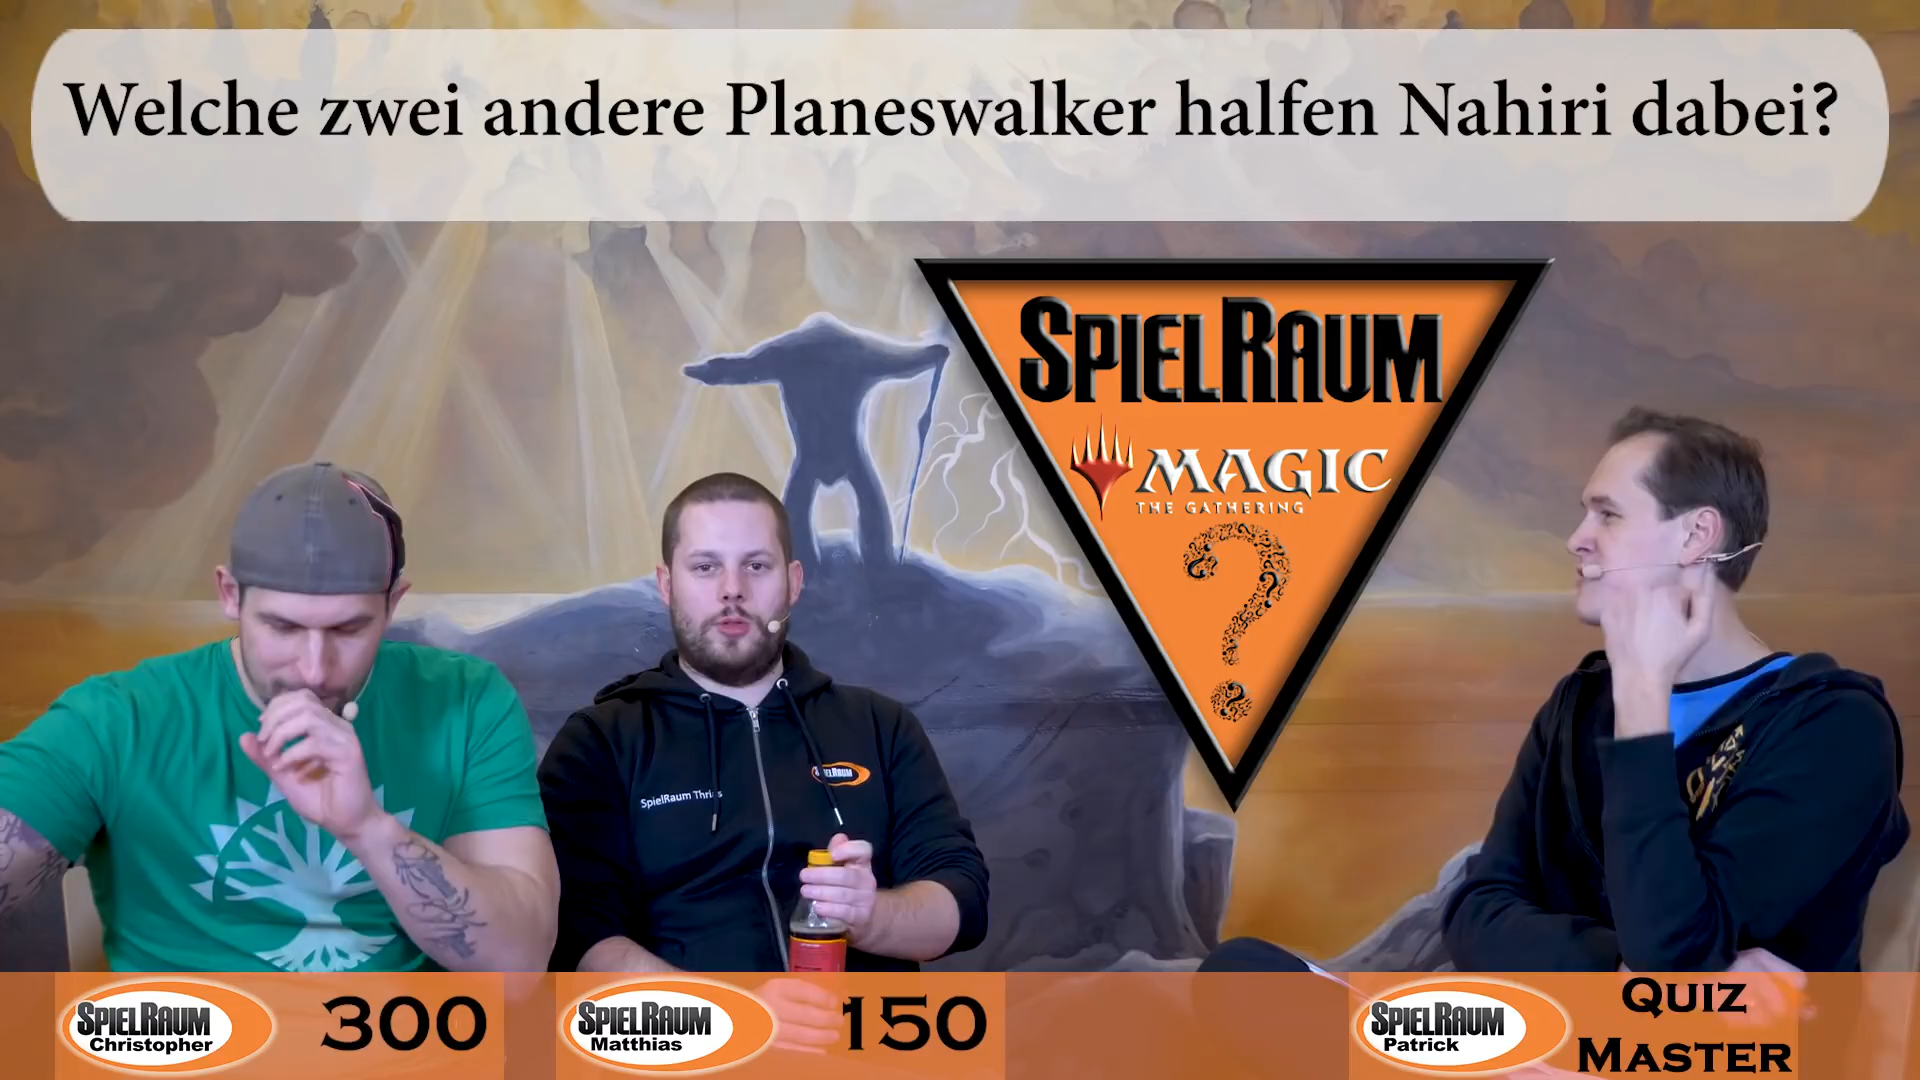 Welche zwei andere Planeswalker halfen Nahiri dabei?
SPIELRAUM
MAGIC
THE GATHERING
?
SPIELRAUM
SpielRaum
SPIELRAUM
Christopher
300
SPIELRAUM
Matthias
150
SPIELRAUM
Patrick
QUIZ
MASTER